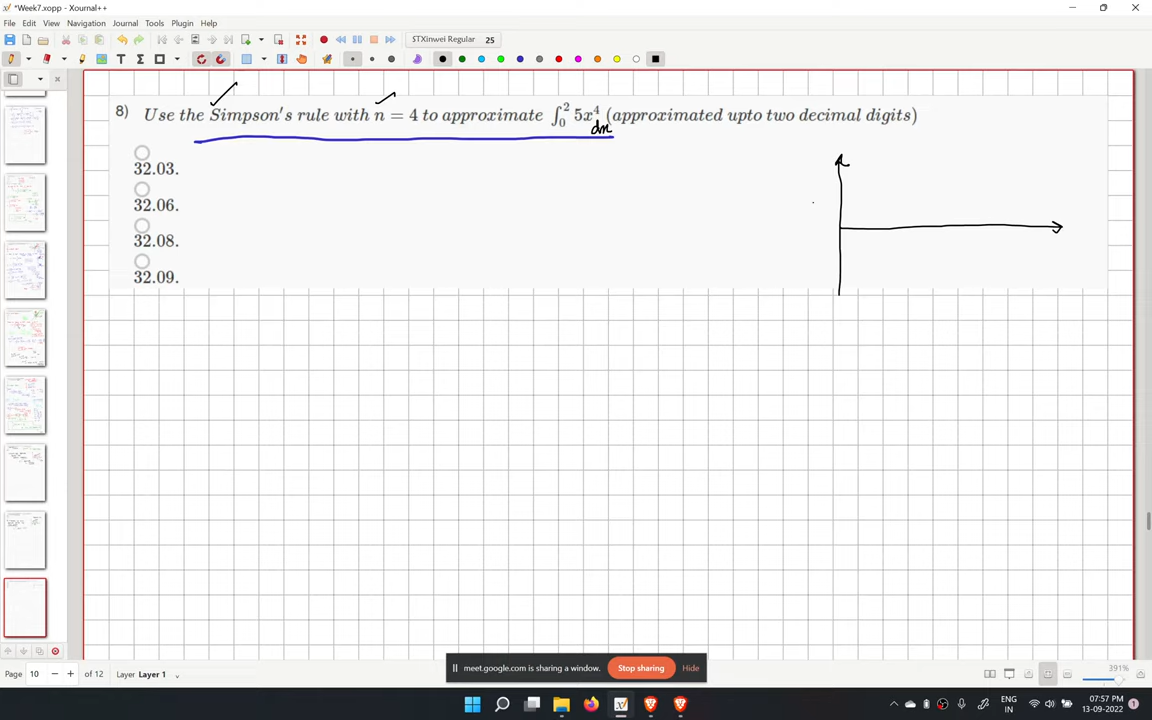 *Week7.xopp - Xournal++
File Edit View Navigation Journal Tools Plugin Help
STXinwei Regular 25
8) Use the Simpson's rule with n = 4 to approximate ∫₀² 5x⁴ (approximated upto two decimal digits)
dx
32.03.
32.06.
32.08.
32.09.
meet.google.com is sharing a window. Stop sharing Hide
Page 10 of 12 Layer Layer 1 391%
ENG 07:57 PM
IN 13-09-2022